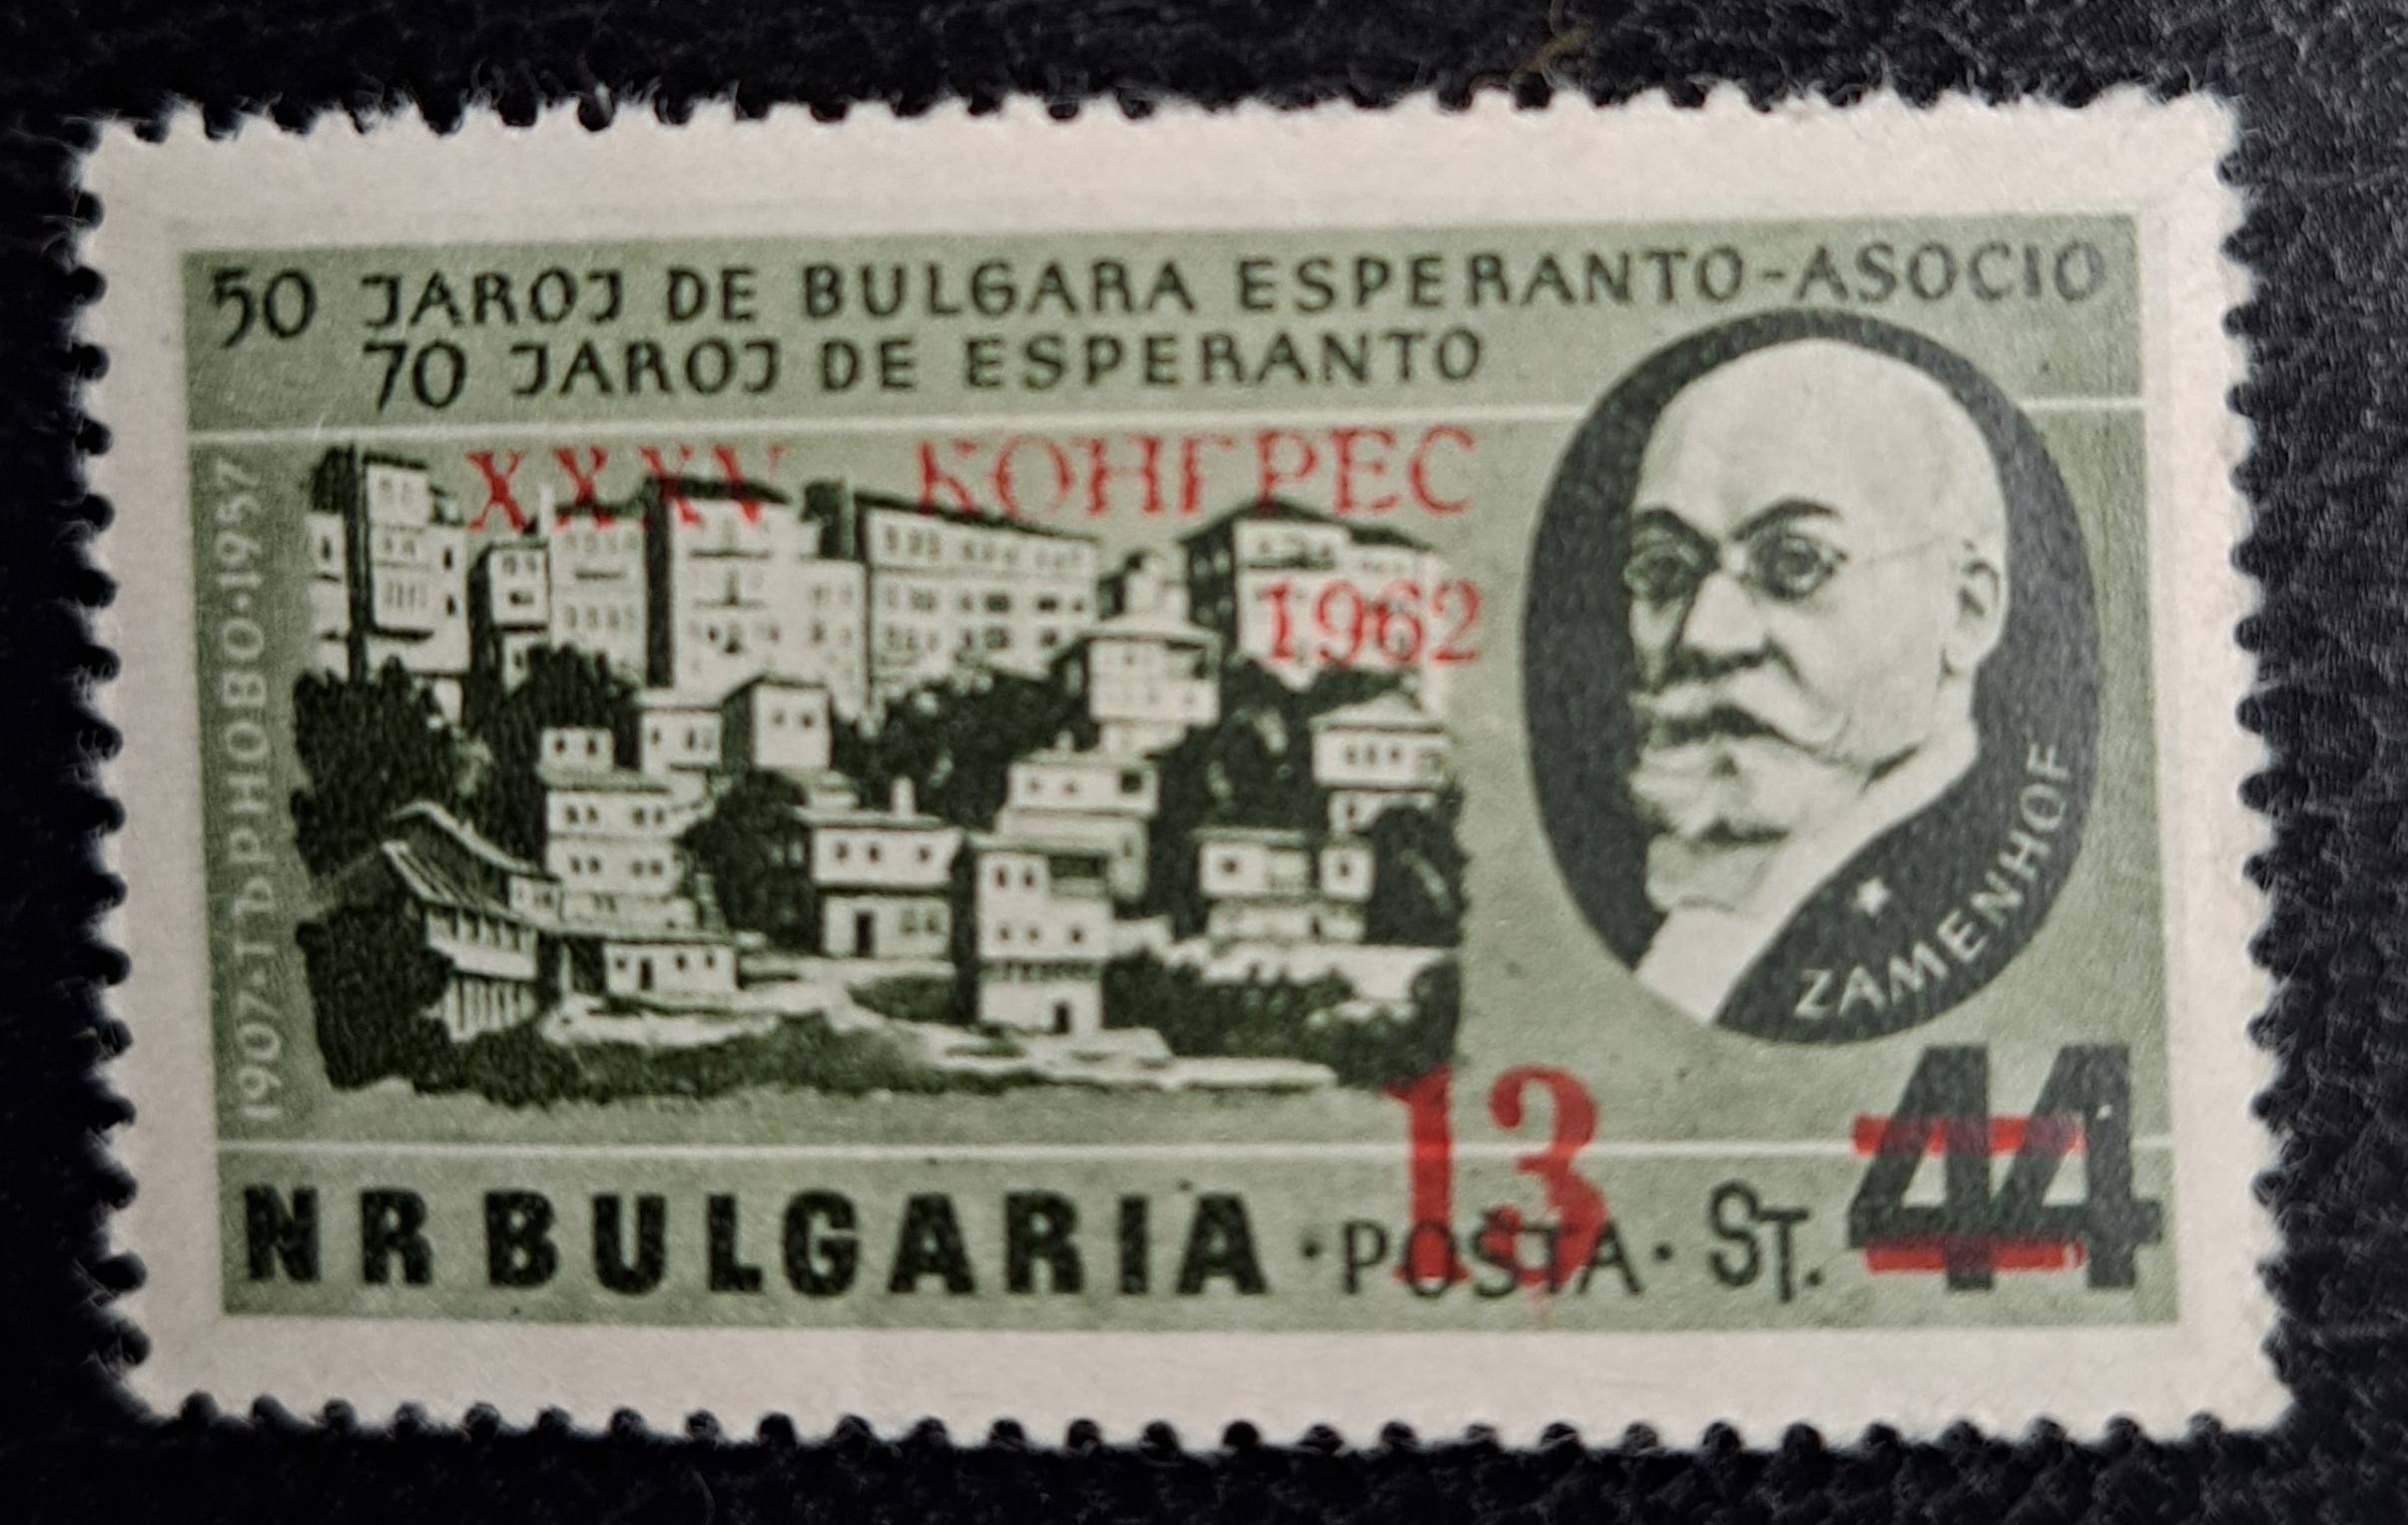 50 JAROJ DE BULGARA ESPERANTO-ASOCIO
70 JAROJ DE ESPERANTO
XXXV КОНГРЕС
1962
1907·ТЪРНОВО·1957
ZAMENHOF
13
NR BULGARIA ·POŠTA· ST. 44